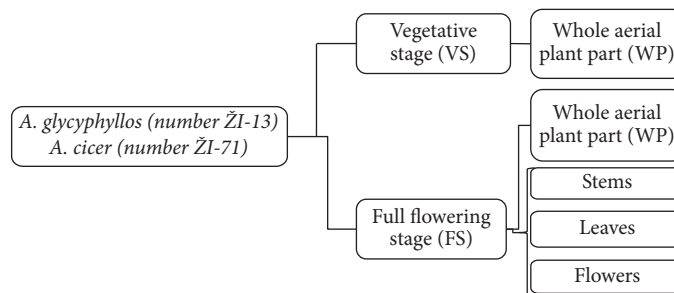 Vegetative
stage (VS)
Whole aerial
plant part (WP)
A. glycyphyllos (number ŽI-13)
A. cicer (number ŽI-71)
Whole aerial
plant part (WP)
Full flowering
stage (FS)
Stems
Leaves
Flowers